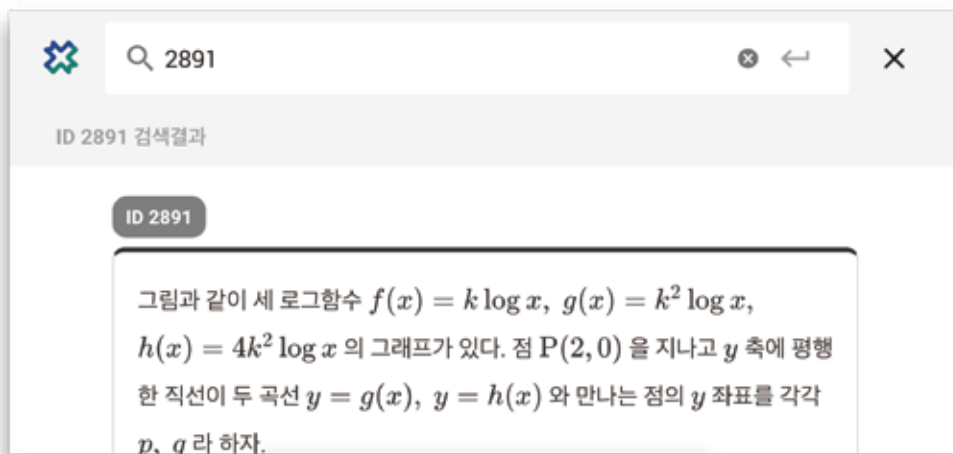 2891
ID 2891 검색결과
ID 2891
그림과 같이 세 로그함수 f(x) = k log x, g(x) = k² log x,
h(x) = 4k² log x 의 그래프가 있다. 점 P(2, 0) 을 지나고 y 축에 평행
한 직선이 두 곡선 y = g(x), y = h(x) 와 만나는 점의 y 좌표를 각각
p, q 라 하자.